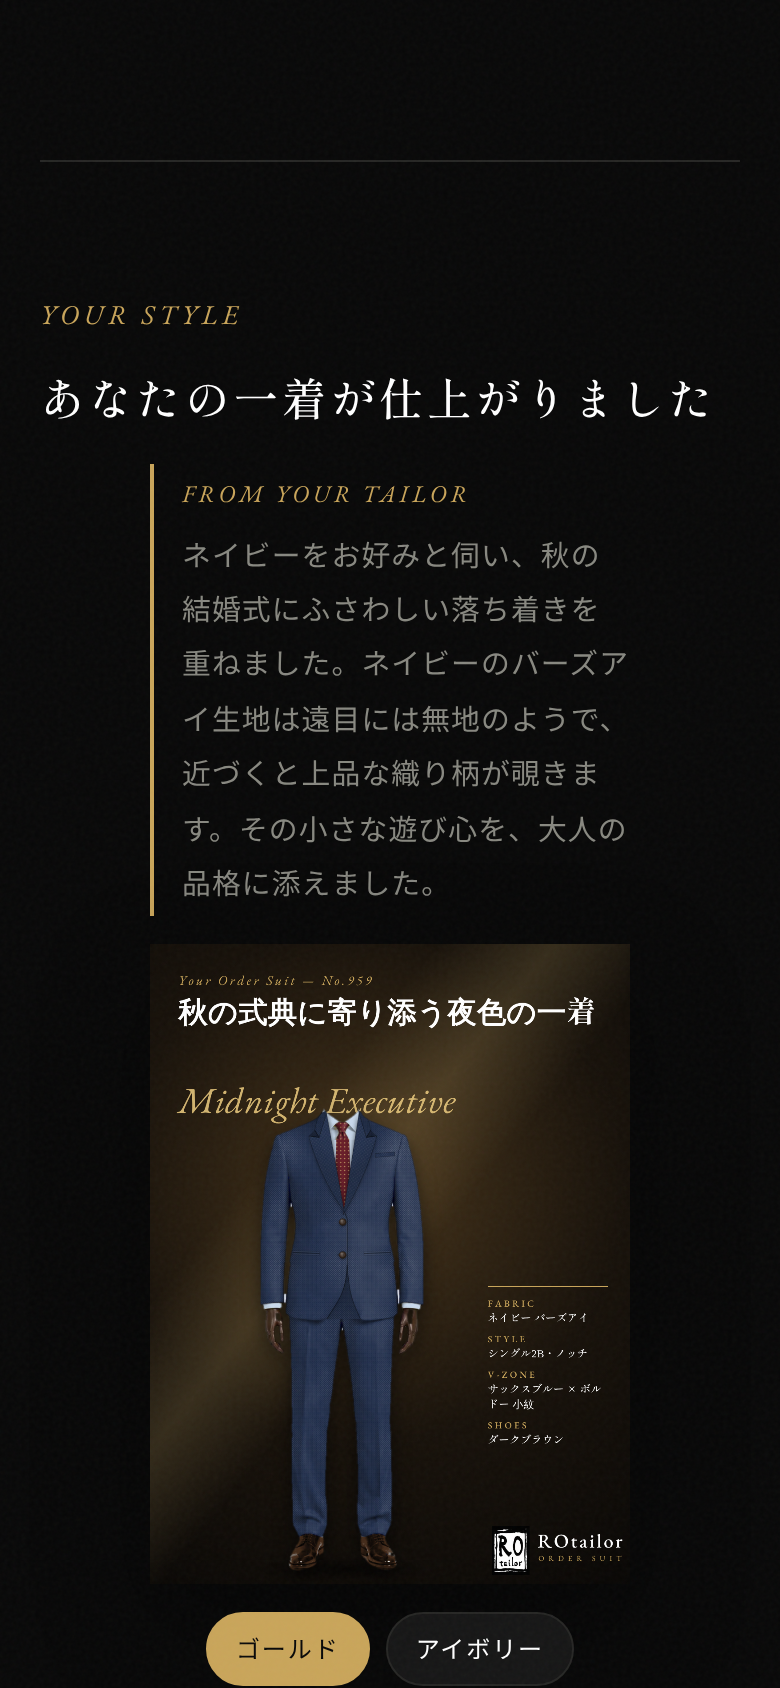 YOUR STYLE
あなたの一着が仕上がりました
FROM YOUR TAILOR
ネイビーをお好みと伺い、秋の
結婚式にふさわしい落ち着きを
重ねました。ネイビーのバーズア
イ生地は遠目には無地のようで、
近づくと上品な織り柄が覗きま
す。その小さな遊び心を、大人の
品格に添えました。
Your Order Suit — No.959
秋の式典に寄り添う夜色の一着
Midnight Executive
FABRIC
ネイビー バーズアイ
STYLE
シングル2B・ノッチ
V-ZONE
サックスブルー × ボル
ドー 小紋
SHOES
ダークブラウン
RO
tailor
ROtailor
ORDER SUIT
ゴールド
アイボリー